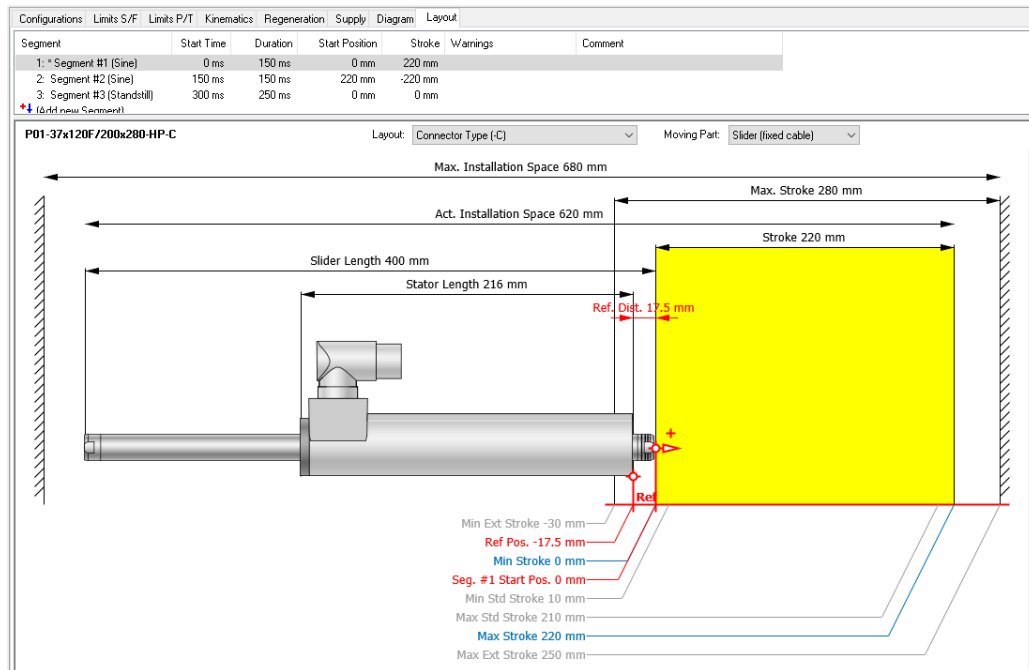 Configurations Limits S/F Limits P/T Kinematics Regeneration Supply Diagram Layout
Segment Start Time Duration Start Position Stroke Warnings Comment
1: * Segment #1 (Sine) 0 ms 150 ms 0 mm 220 mm
2: Segment #2 (Sine) 150 ms 150 ms 220 mm -220 mm
3: Segment #3 (Standstill) 300 ms 250 ms 0 mm 0 mm
(Add new Segment)
P01-37x120F/200x280-HP-C Layout: Connector Type (-C) Moving Part: Slider (fixed cable)
Max. Installation Space 680 mm
Max. Stroke 280 mm
Act. Installation Space 620 mm
Stroke 220 mm
Slider Length 400 mm
Stator Length 216 mm
Ref. Dist. 17.5 mm
+
Ref
Min Ext Stroke -30 mm
Ref Pos. -17.5 mm
Min Stroke 0 mm
Seg. #1 Start Pos. 0 mm
Min Std Stroke 10 mm
Max Std Stroke 210 mm
Max Stroke 220 mm
Max Ext Stroke 250 mm